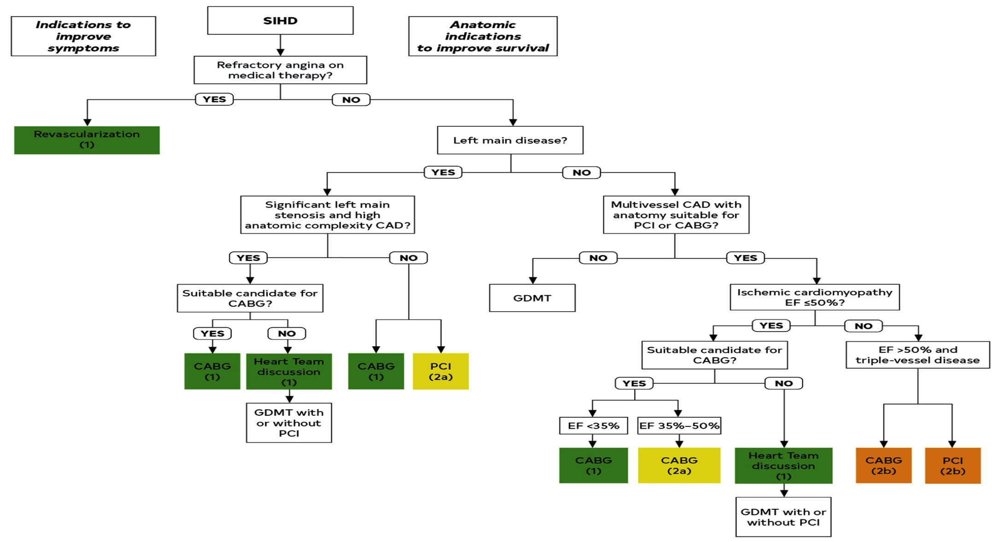 Indications to
improve
symptoms
SIHD
Anatomic
indications
to improve survival
Refractory angina on
medical therapy?
YES
NO
Revascularization
(1)
Left main disease?
YES
NO
Significant left main
stenosis and high
anatomic complexity CAD?
Multivessel CAD with
anatomy suitable for
PCI or CABG?
YES
NO
NO
YES
Suitable candidate for
CABG?
GDMT
Ischemic cardiomyopathy
EF ≤50%?
YES
NO
YES
NO
CABG
(1)
Heart Team
discussion
(1)
CABG
(1)
PCI
(2a)
Suitable candidate for
CABG?
EF >50% and
triple-vessel disease
GDMT with
or without
PCI
YES
NO
EF <35%
EF 35%–50%
CABG
(1)
CABG
(2a)
Heart Team
discussion
(1)
CABG
(2b)
PCI
(2b)
GDMT with or
without PCI